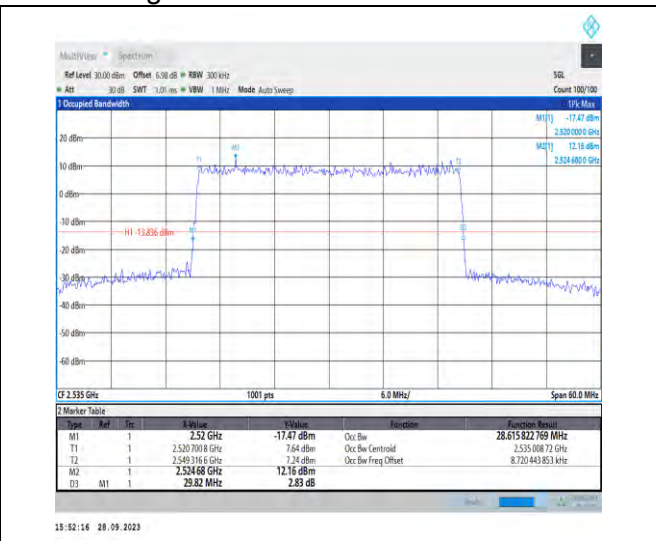 MultiView Spectrum
Ref Level 30.00 dBm Offset 6.98 dB RBW 300 kHz SGL
Att 30 dB SWT 1.01 ms VBW 1 MHz Mode Auto Sweep Count 100/100
1 Occupied Bandwidth 1Pk Max
M1[1] -17.47 dBm
2.520 000 0 GHz
20 dBm M2[1] 12.16 dBm
2.524 680 0 GHz
M2
T1 T2
10 dBm
0 dBm
-10 dBm
H1 -13.836 dBm M1 D3
-20 dBm
-30 dBm
-40 dBm
-50 dBm
-60 dBm
CF 2.535 GHz 1001 pts 6.0 MHz/ Span 60.0 MHz
2 Marker Table
Type Ref Trc X-Value Y-Value Function Function Result
M1 1 2.52 GHz -17.47 dBm Occ Bw 28.615 822 769 MHz
T1 1 2.520 700 8 GHz 7.64 dBm Occ Bw Centroid 2.535 008 72 GHz
T2 1 2.549 316 6 GHz 7.24 dBm Occ Bw Freq Offset 8.720 443 853 kHz
M2 1 2.524 68 GHz 12.16 dBm
D3 M1 1 29.82 MHz 2.83 dB
15:52:16 28.09.2023